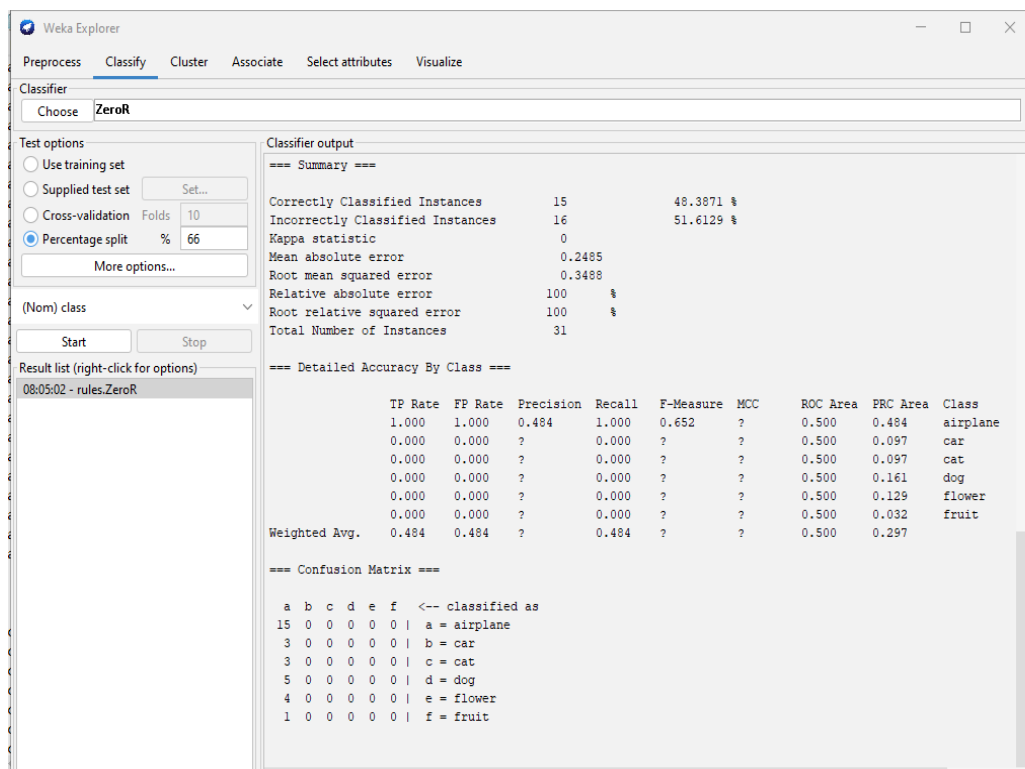 Weka Explorer
Preprocess Classify Cluster Associate Select attributes Visualize
Classifier
Choose ZeroR
Test options
Use training set
Supplied test set Set...
Cross-validation Folds 10
Percentage split % 66
More options...
(Nom) class
Start Stop
Result list (right-click for options)
08:05:02 - rules.ZeroR
Classifier output
=== Summary ===
Correctly Classified Instances 15 48.3871 %
Incorrectly Classified Instances 16 51.6129 %
Kappa statistic 0
Mean absolute error 0.2485
Root mean squared error 0.3488
Relative absolute error 100 %
Root relative squared error 100 %
Total Number of Instances 31
=== Detailed Accuracy By Class ===
TP Rate FP Rate Precision Recall F-Measure MCC ROC Area PRC Area Class
1.000 1.000 0.484 1.000 0.652 ? 0.500 0.484 airplane
0.000 0.000 ? 0.000 ? ? 0.500 0.097 car
0.000 0.000 ? 0.000 ? ? 0.500 0.097 cat
0.000 0.000 ? 0.000 ? ? 0.500 0.161 dog
0.000 0.000 ? 0.000 ? ? 0.500 0.129 flower
0.000 0.000 ? 0.000 ? ? 0.500 0.032 fruit
Weighted Avg. 0.484 0.484 ? 0.484 ? ? 0.500 0.297
=== Confusion Matrix ===
a b c d e f <-- classified as
15 0 0 0 0 0 | a = airplane
3 0 0 0 0 0 | b = car
3 0 0 0 0 0 | c = cat
5 0 0 0 0 0 | d = dog
4 0 0 0 0 0 | e = flower
1 0 0 0 0 0 | f = fruit